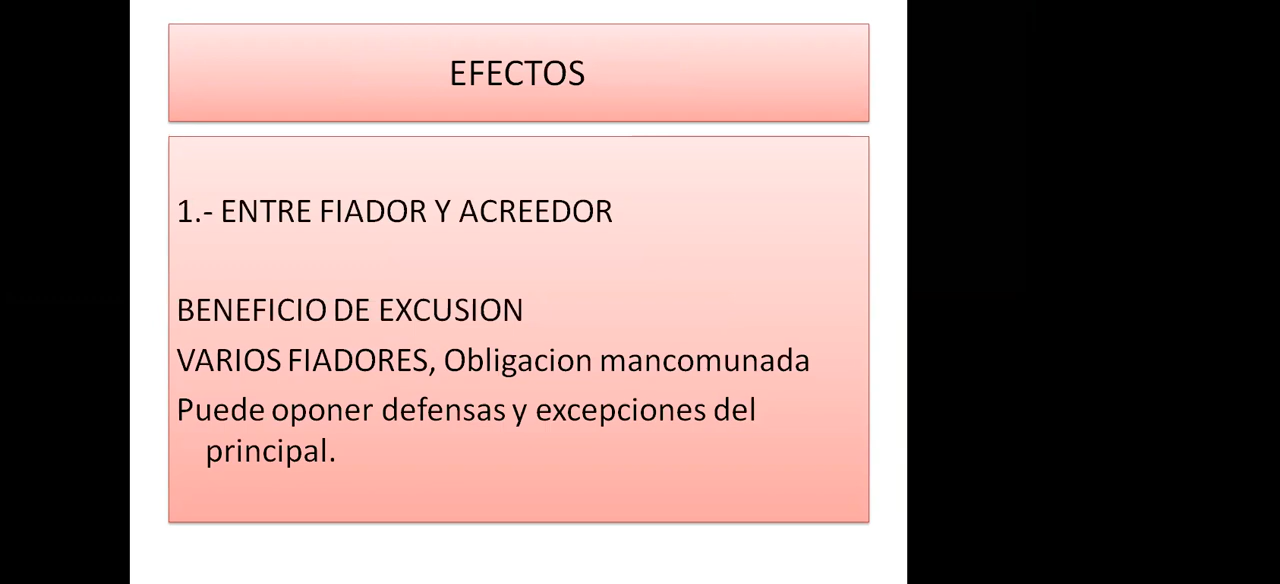 EFECTOS
1.- ENTRE FIADOR Y ACREEDOR
BENEFICIO DE EXCUSION
VARIOS FIADORES, Obligacion mancomunada
Puede oponer defensas y excepciones del
principal.